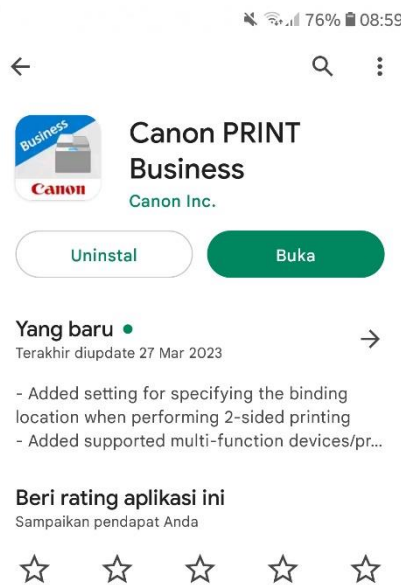 76% 08:59
Business
Canon
Canon PRINT
Business
Canon Inc.
Uninstal
Buka
Yang baru
Terakhir diupdate 27 Mar 2023
- Added setting for specifying the binding
location when performing 2-sided printing
- Added supported multi-function devices/pr...
Beri rating aplikasi ini
Sampaikan pendapat Anda